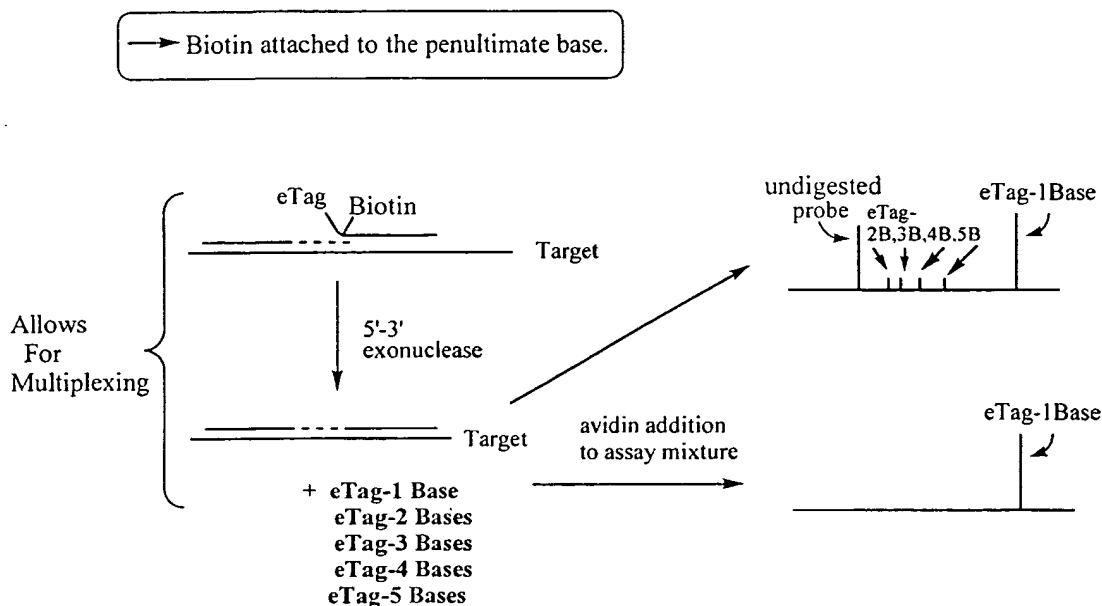 Biotin attached to the penultimate base.
eTag
Biotin
Target
5'-3'
exonuclease
Allows
For
Multiplexing
Target
+ eTag-1 Base
eTag-2 Bases
eTag-3 Bases
eTag-4 Bases
eTag-5 Bases
avidin addition
to assay mixture
undigested
probe
eTag-
2B,3B,4B,5B
eTag-1Base
eTag-1Base